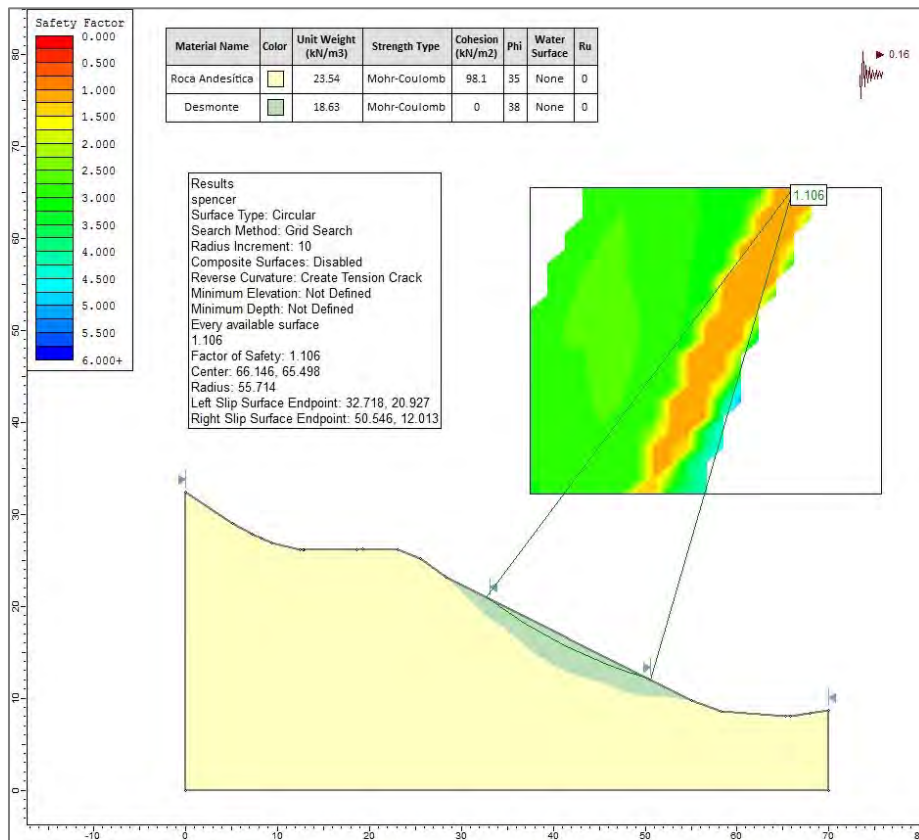 Safety Factor
0.000
0.500
1.000
1.500
2.000
2.500
3.000
3.500
4.000
4.500
5.000
5.500
6.000+
Material Name Color Unit Weight (kN/m3) Strength Type Cohesion (kN/m2) Phi Water Surface Ru
Roca Andesítica 23.54 Mohr-Coulomb 98.1 35 None 0
Desmonte 18.63 Mohr-Coulomb 0 38 None 0
0.16
Results
spencer
Surface Type: Circular
Search Method: Grid Search
Radius Increment: 10
Composite Surfaces: Disabled
Reverse Curvature: Create Tension Crack
Minimum Elevation: Not Defined
Minimum Depth: Not Defined
Every available surface
1.106
Factor of Safety: 1.106
Center: 66.146, 65.498
Radius: 55.714
Left Slip Surface Endpoint: 32.718, 20.927
Right Slip Surface Endpoint: 50.546, 12.013
1.106
80
70
60
50
40
30
20
10
0
-10 0 10 20 30 40 50 60 70 8